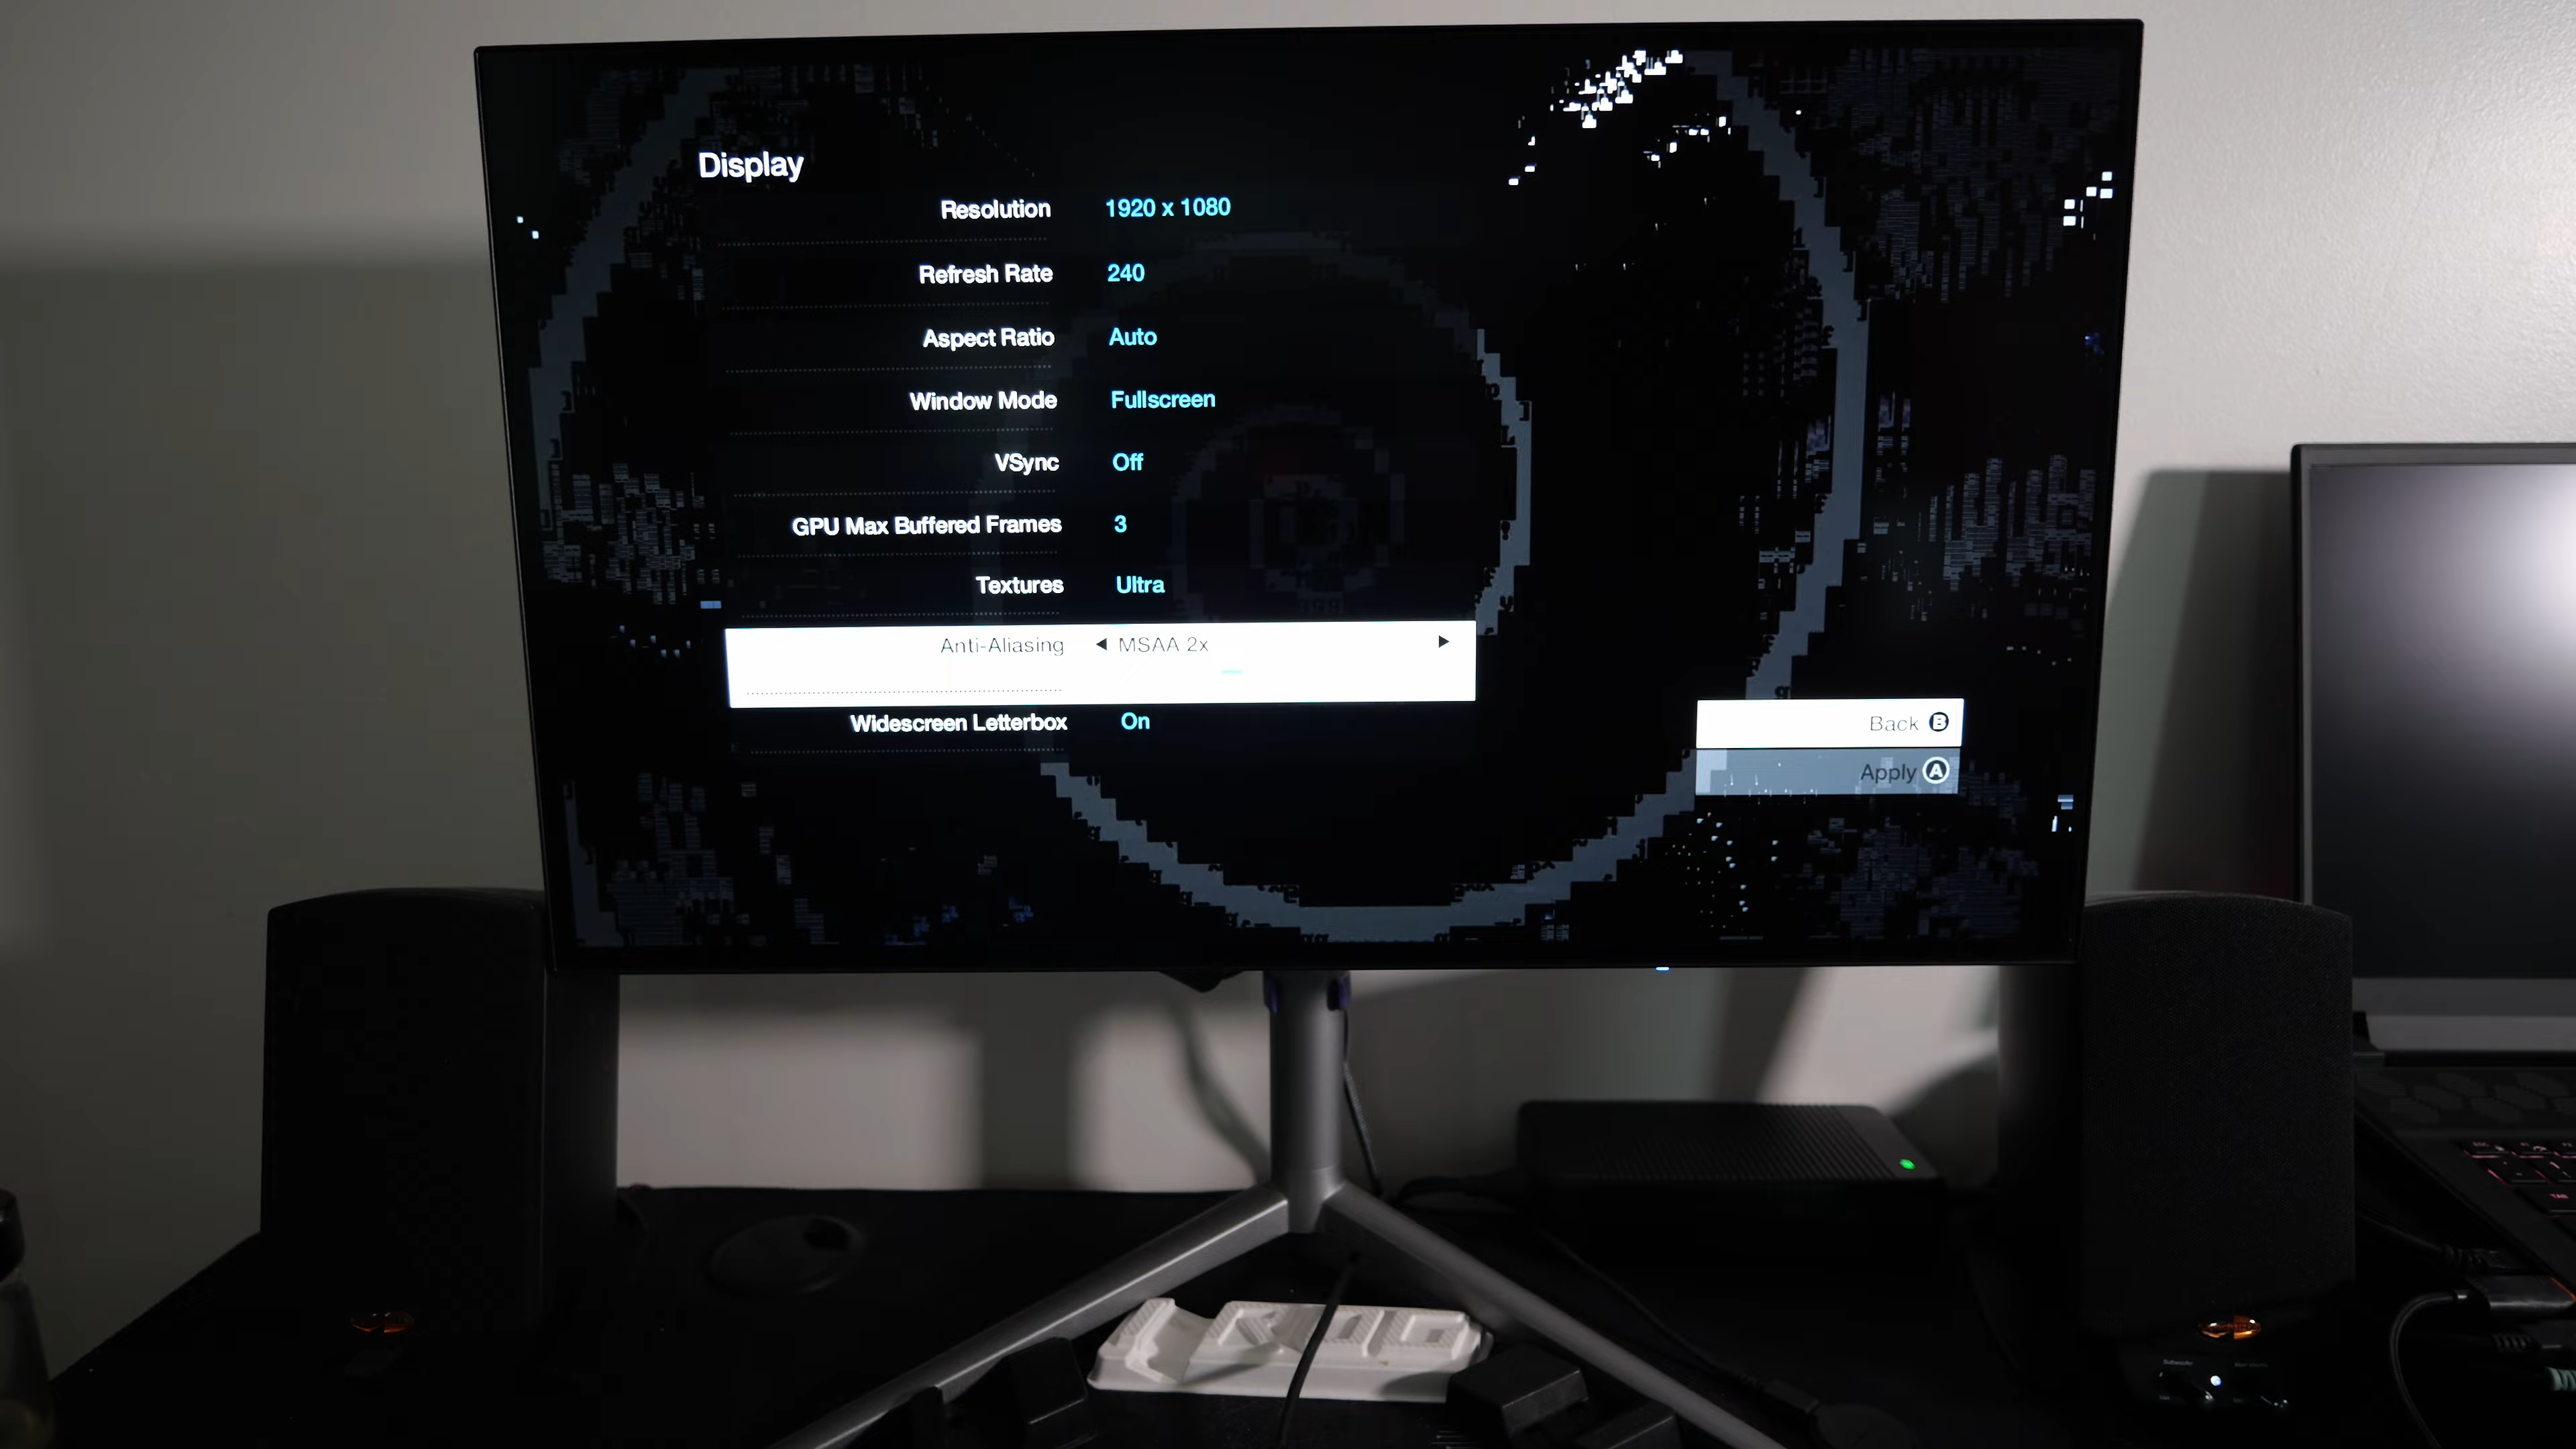 Display
Resolution 1920 x 1080
Refresh Rate 240
Aspect Ratio Auto
Window Mode Fullscreen
VSync Off
GPU Max Buffered Frames 3
Textures Ultra
Anti-Aliasing MSAA 2x
Widescreen Letterbox On
Back B
Apply A